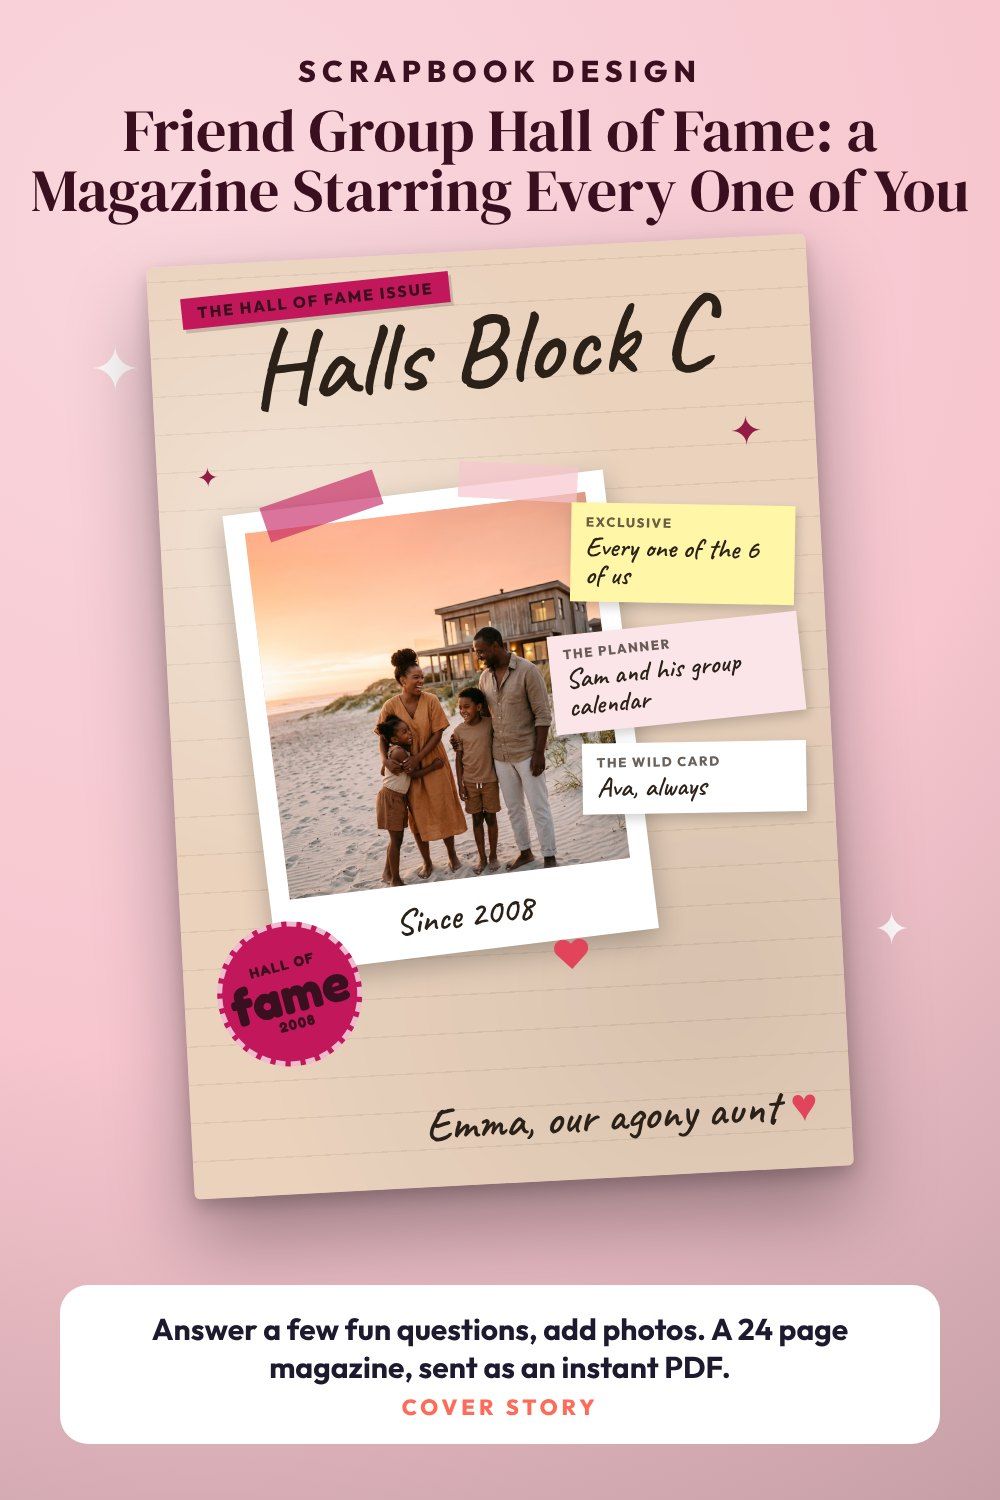 SCRAPBOOK DESIGN
Friend Group Hall of Fame: a
Magazine Starring Every One of You
THE HALL OF FAME ISSUE
Halls Block C
EXCLUSIVE
Every one of the 6
of us
THE PLANNER
Sam and his group
calendar
THE WILD CARD
Ava, always
Since 2008
HALL OF
fame
2008
Emma, our agony aunt
Answer a few fun questions, add photos. A 24 page
magazine, sent as an instant PDF.
COVER STORY